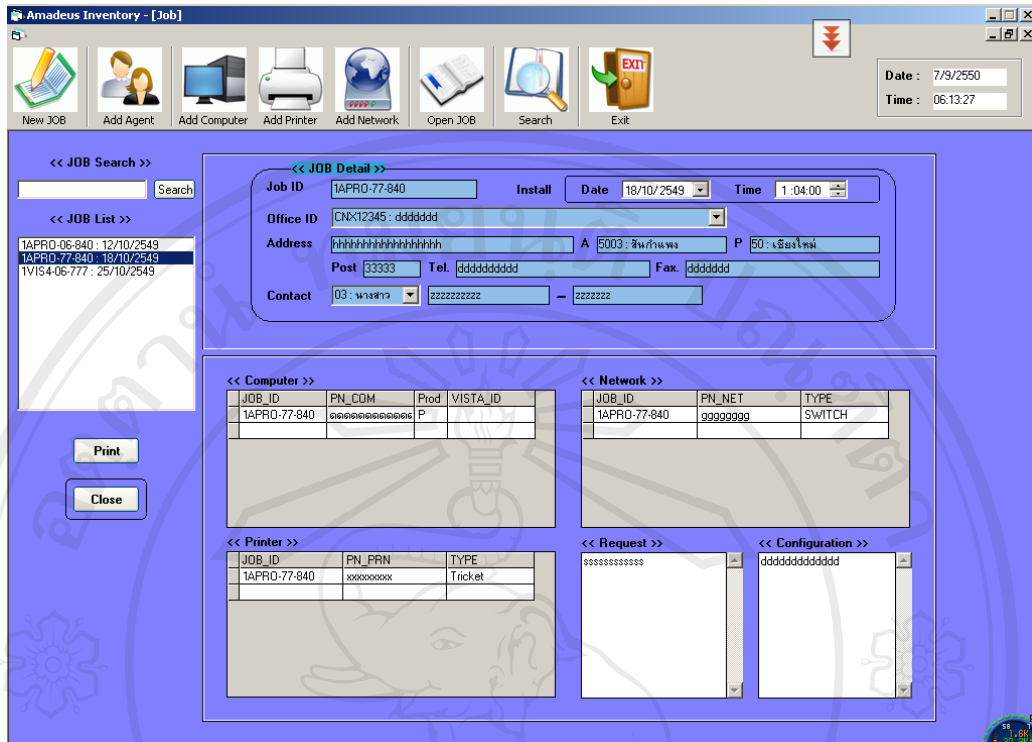 Amadeus Inventory - [Job]
New JOB Add Agent Add Computer Add Printer Add Network Open JOB Search Exit
EXIT
Date : 7/9/2550
Time : 06:13:27
<< JOB Search >>
Search
<< JOB List >>
1APRO-06-840 : 12/10/2549
1APRO-77-840 : 18/10/2549
1VIS4-06-777 : 25/10/2549
Print
Close
<< JOB Detail >>
Job ID 1APRO-77-840 Install Date 18/10/2549 Time 1 :04:00
Office ID CNX12345 : ddddddd
Address hhhhhhhhhhhhhhhhhh A 5003 : สันกำแพง P 50 : เชียงใหม่
Post 33333 Tel. dddddddddd Fax. ddddddd
Contact 03 : นางสาว zzzzzzzzzz – zzzzzzz
<< Computer >>
JOB_ID PN_COM Prod VISTA_ID
1APRO-77-840 P
<< Network >>
JOB_ID PN_NET TYPE
1APRO-77-840 gggggggg SWITCH
<< Printer >>
JOB_ID PN_PRN TYPE
1APRO-77-840 xxxxxxxxx Tricket
<< Request >>
ssssssssssss
<< Configuration >>
ddddddddddddd